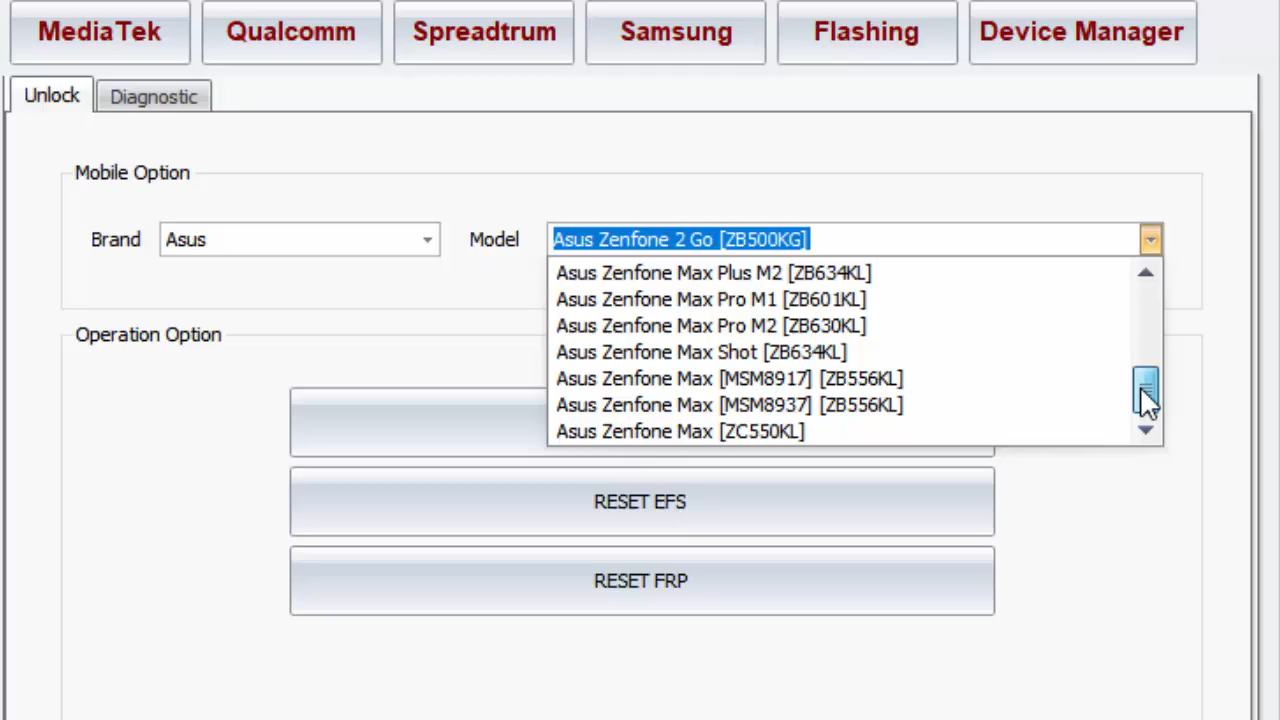 MediaTek Qualcomm Spreadtrum Samsung Flashing Device Manager
Unlock Diagnostic
Mobile Option
Brand Asus Model Asus Zenfone 2 Go [ZB500KG]
Asus Zenfone Max Plus M2 [ZB634KL]
Asus Zenfone Max Pro M1 [ZB601KL]
Asus Zenfone Max Pro M2 [ZB630KL]
Asus Zenfone Max Shot [ZB634KL]
Asus Zenfone Max [MSM8917] [ZB556KL]
Asus Zenfone Max [MSM8937] [ZB556KL]
Asus Zenfone Max [ZC550KL]
Operation Option
RESET EFS
RESET FRP